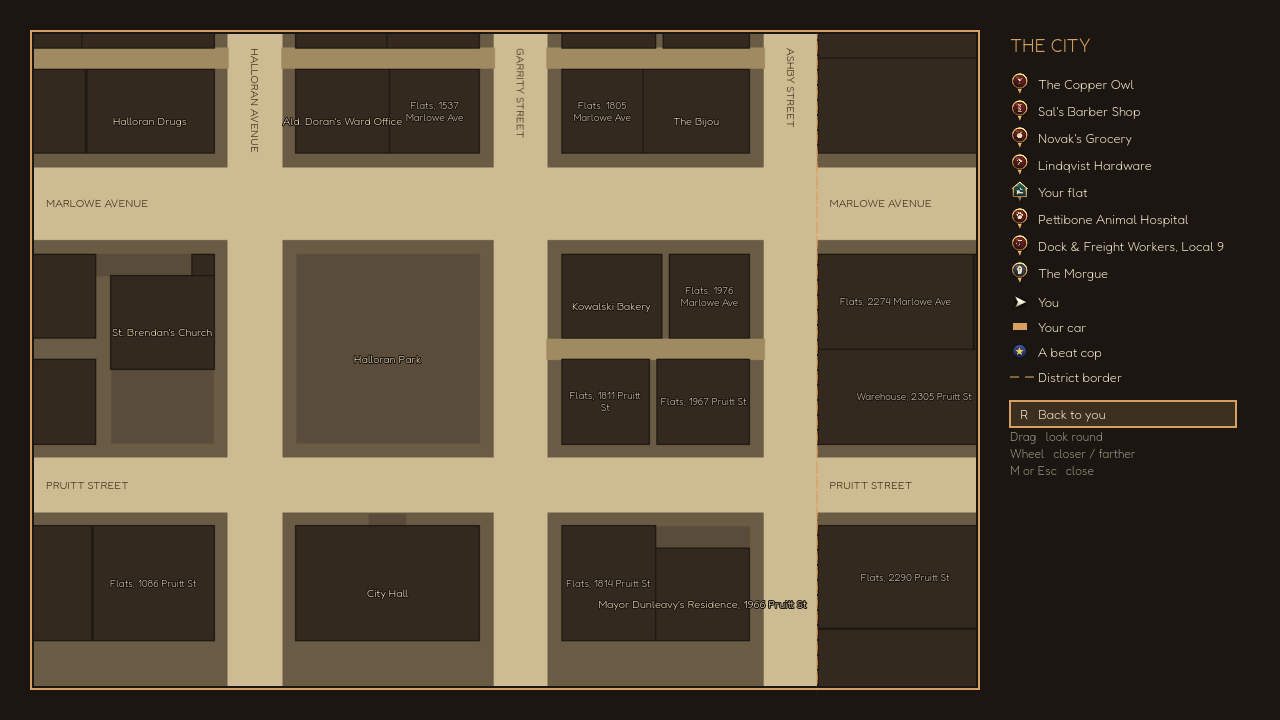 THE CITY
The Copper Owl
Sal's Barber Shop
Novak's Grocery
Lindqvist Hardware
Your flat
Pettibone Animal Hospital
Dock & Freight Workers, Local 9
The Morgue
You
Your car
A beat cop
District border
R Back to you
Drag look round
Wheel closer / farther
M or Esc close
HALLORAN AVENUE
GARRITY STREET
ASHBY STREET
Halloran Drugs
Ald. Doran's Ward Office
Flats, 1537
Marlowe Ave
Flats, 1805
Marlowe Ave
The Bijou
MARLOWE AVENUE
MARLOWE AVENUE
St. Brendan's Church
Halloran Park
Kowalski Bakery
Flats, 1976
Marlowe Ave
Flats, 2274 Marlowe Ave
Flats, 1811 Pruitt
St
Flats, 1967 Pruitt St
Warehouse, 2305 Pruitt St
PRUITT STREET
PRUITT STREET
Flats, 1086 Pruitt St
City Hall
Flats, 1814 Pruitt St
Mayor Dunleavy's Residence, 1966 Pruitt St
Flats, 2290 Pruitt St